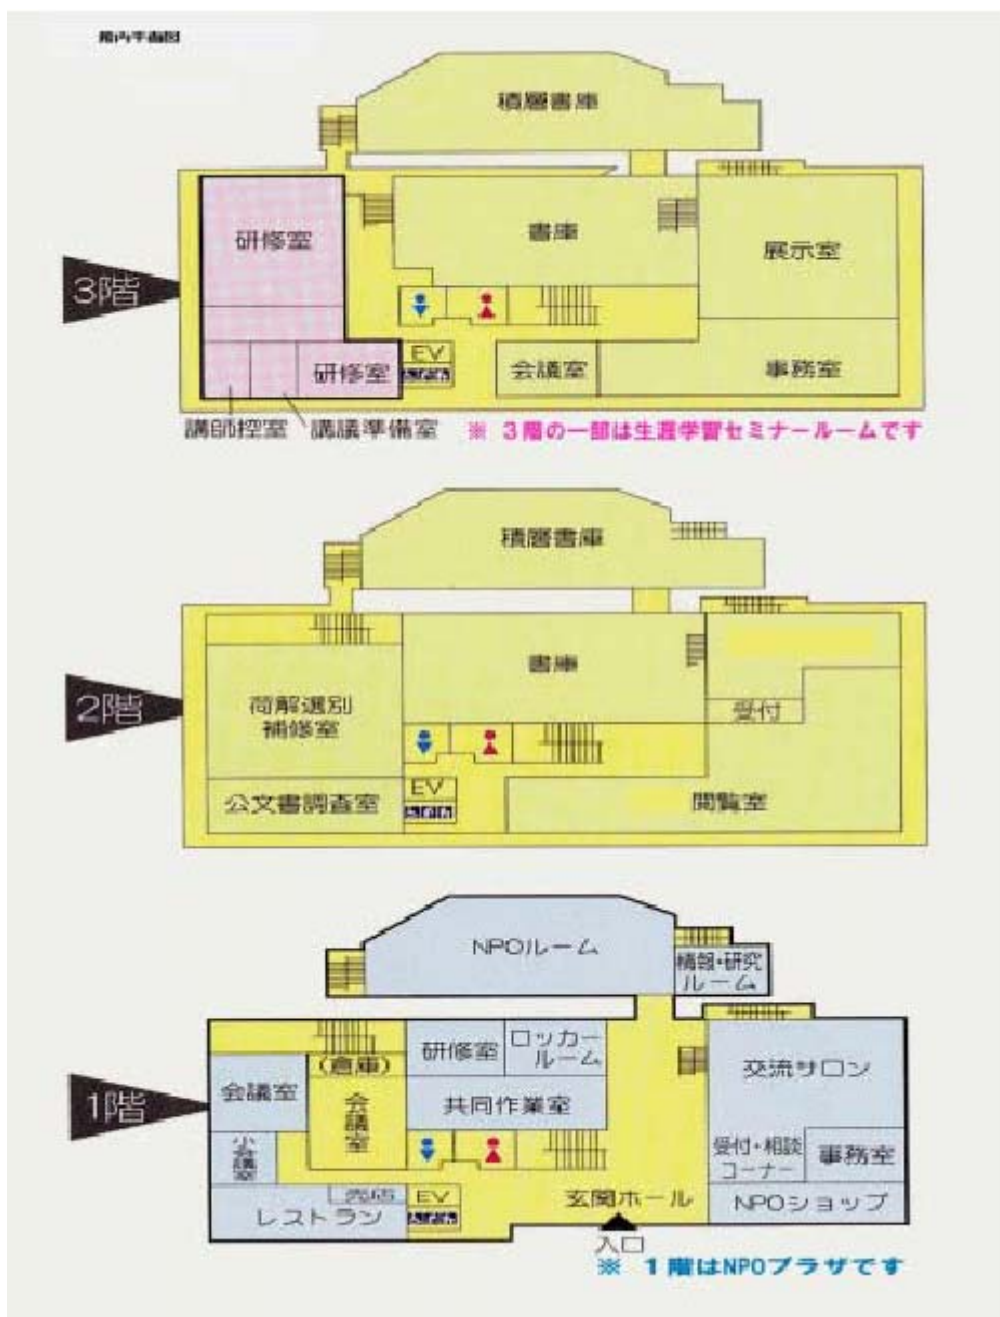 館内平面図
積層書庫
研修室
書庫
展示室
3階
EV
研修室
会議室
事務室
講師控室
講議準備室
※ 3階の一部は生涯学習セミナールームです
積層書庫
書庫
荷解選別
補修室
受付
2階
EV
公文書調査室
閲覧室
NPOルーム
情報・研究
ルーム
研修室
ロッカー
ルーム
(倉庫)
会議室
会議室
交流サロン
1階
共同作業室
小会議室
受付・相談
コーナー
事務室
売店
EV
レストラン
玄関ホール
NPOショップ
入口
※ 1階はNPOプラザです